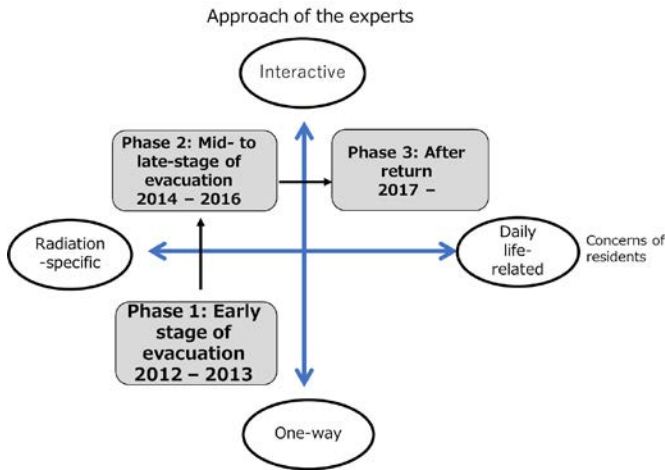 Approach of the experts
Interactive
Phase 2: Mid- to
late-stage of
evacuation
2014 – 2016
Phase 3: After
return
2017 –
Radiation
-specific
Daily
life-
related
Concerns of
residents
Phase 1: Early
stage of
evacuation
2012 – 2013
One-way